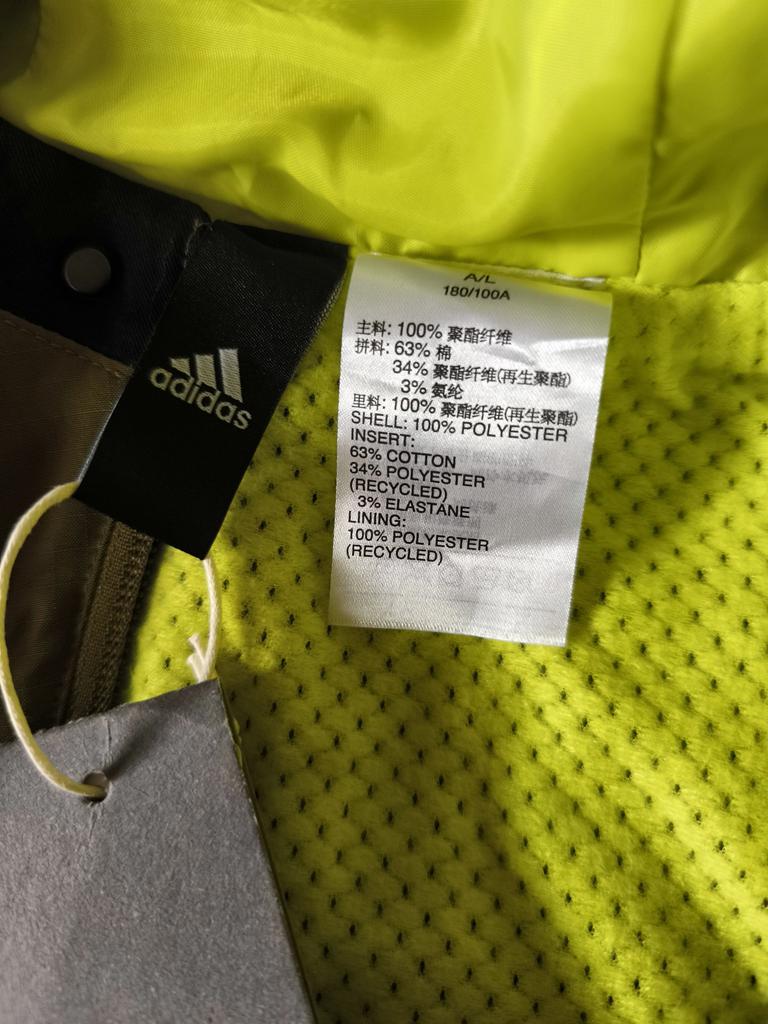 adidas
A/L
180/100A
主料: 100% 聚酯纤维
拼料: 63% 棉
34% 聚酯纤维(再生聚酯)
3% 氨纶
里料: 100% 聚酯纤维(再生聚酯)
SHELL: 100% POLYESTER
INSERT:
63% COTTON
34% POLYESTER
(RECYCLED)
3% ELASTANE
LINING:
100% POLYESTER
(RECYCLED)